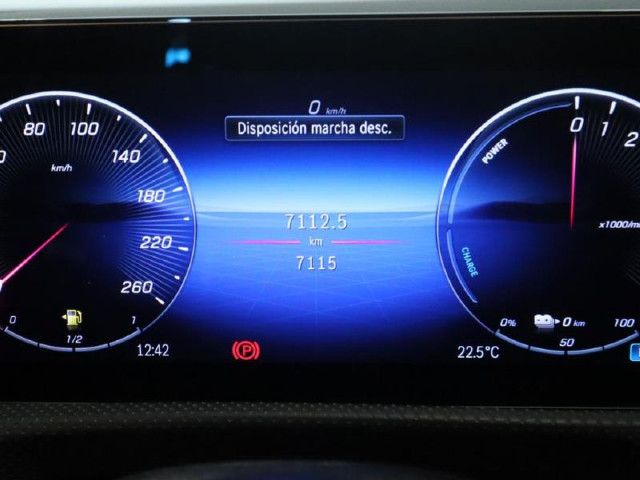 0 km/h
Disposición marcha desc.
80 100
140
km/h
180
220
260
0 1/2 1
7112.5
km
7115
POWER
CHARGE
0 1 2
x1000/mi
0% 0 km 100
50
12:42
(P)
22.5°C